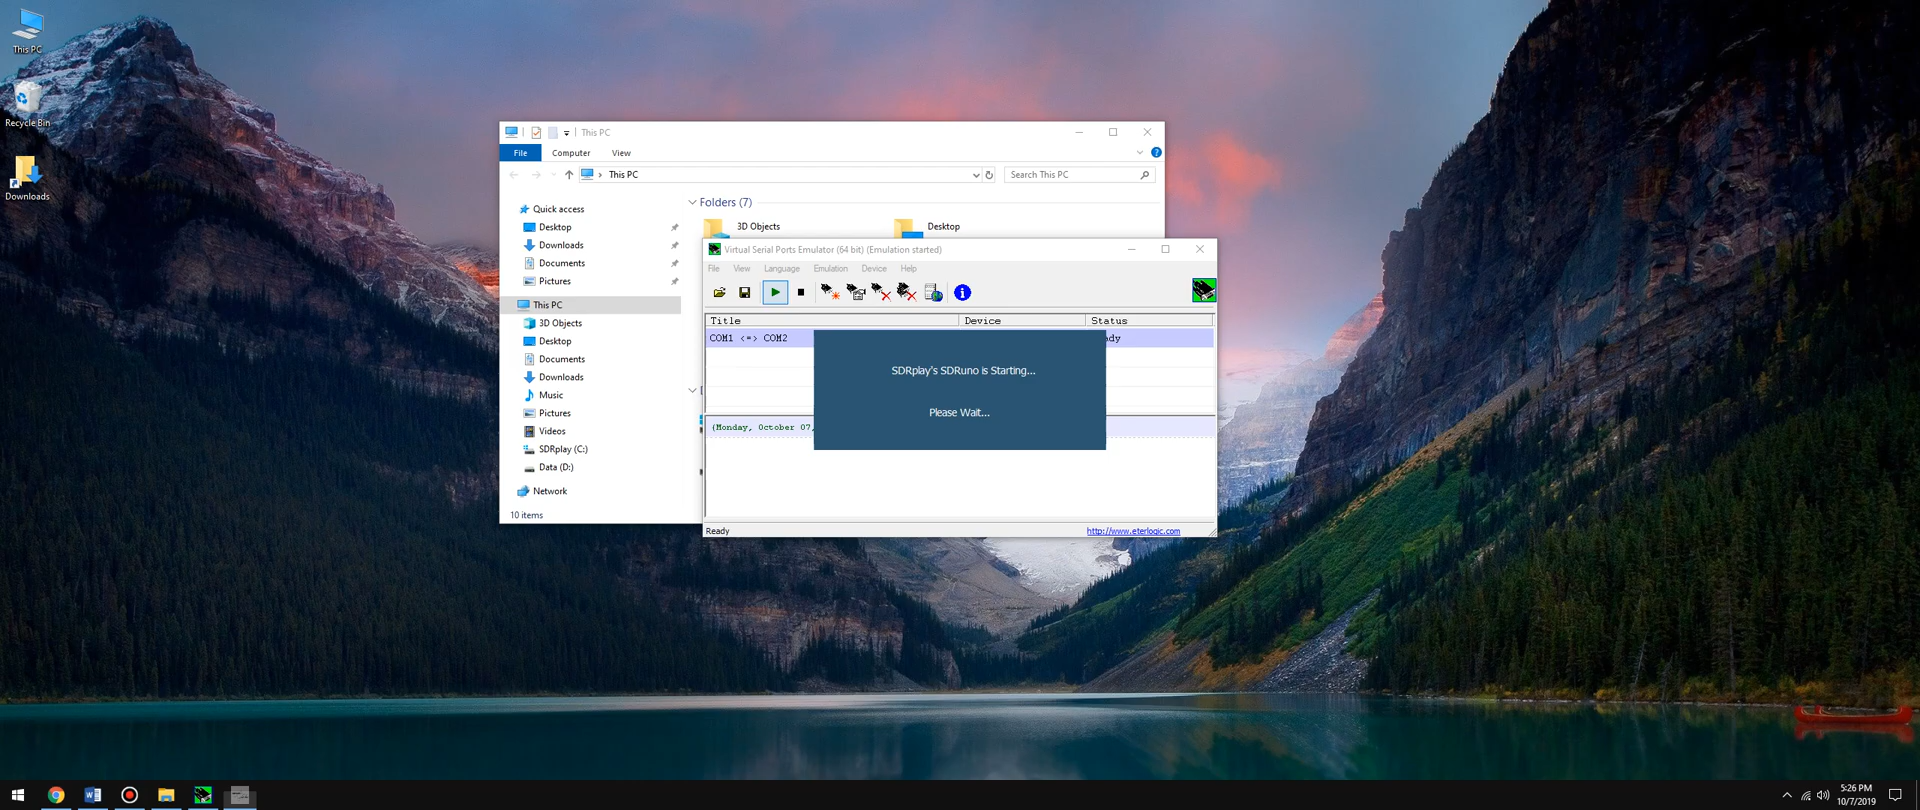 This PC
Recycle Bin
Downloads
This PC
File
Computer
View
This PC
Search This PC
Quick access
Desktop
Downloads
Documents
Pictures
This PC
3D Objects
Desktop
Documents
Downloads
Music
Pictures
Videos
SDRplay (C:)
Data (D:)
Network
10 items
Folders (7)
3D Objects
Desktop
Virtual Serial Ports Emulator (64 bit) (Emulation started)
File View Language Emulation Device Help
Title Device Status
COM1 <=> COM2
SDRplay's SDRuno is Starting...
Please Wait...
(Monday, October 07,
Ready
http://www.eterlogic.com
5:26 PM
10/7/2019